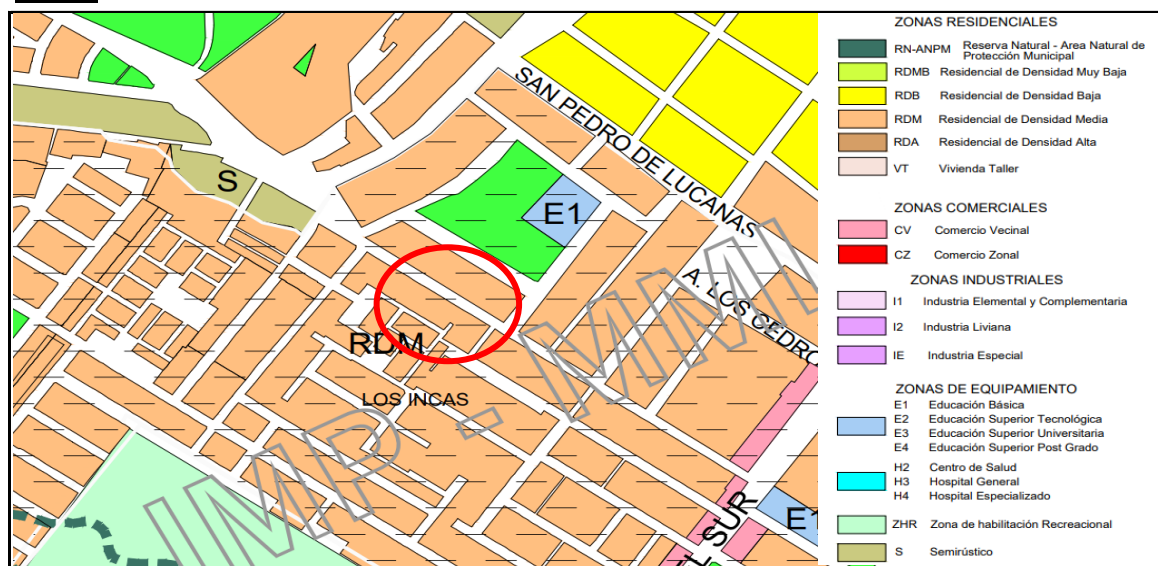 SAN PEDRO DE LUCANAS
S
E1
A. LOS CEDRO
RDM
LOS INCAS
IMP - MMI
SUR
E1
ZONAS RESIDENCIALES
RN-ANPM Reserva Natural - Area Natural de
Protección Municipal
RDMB Residencial de Densidad Muy Baja
RDB Residencial de Densidad Baja
RDM Residencial de Densidad Media
RDA Residencial de Densidad Alta
VT Vivienda Taller
ZONAS COMERCIALES
CV Comercio Vecinal
CZ Comercio Zonal
ZONAS INDUSTRIALES
I1 Industria Elemental y Complementaria
I2 Industria Liviana
IE Industria Especial
ZONAS DE EQUIPAMIENTO
E1 Educación Básica
E2 Educación Superior Tecnológica
E3 Educación Superior Universitaria
E4 Educación Superior Post Grado
H2 Centro de Salud
H3 Hospital General
H4 Hospital Especializado
ZHR Zona de habilitación Recreacional
S Semirústico